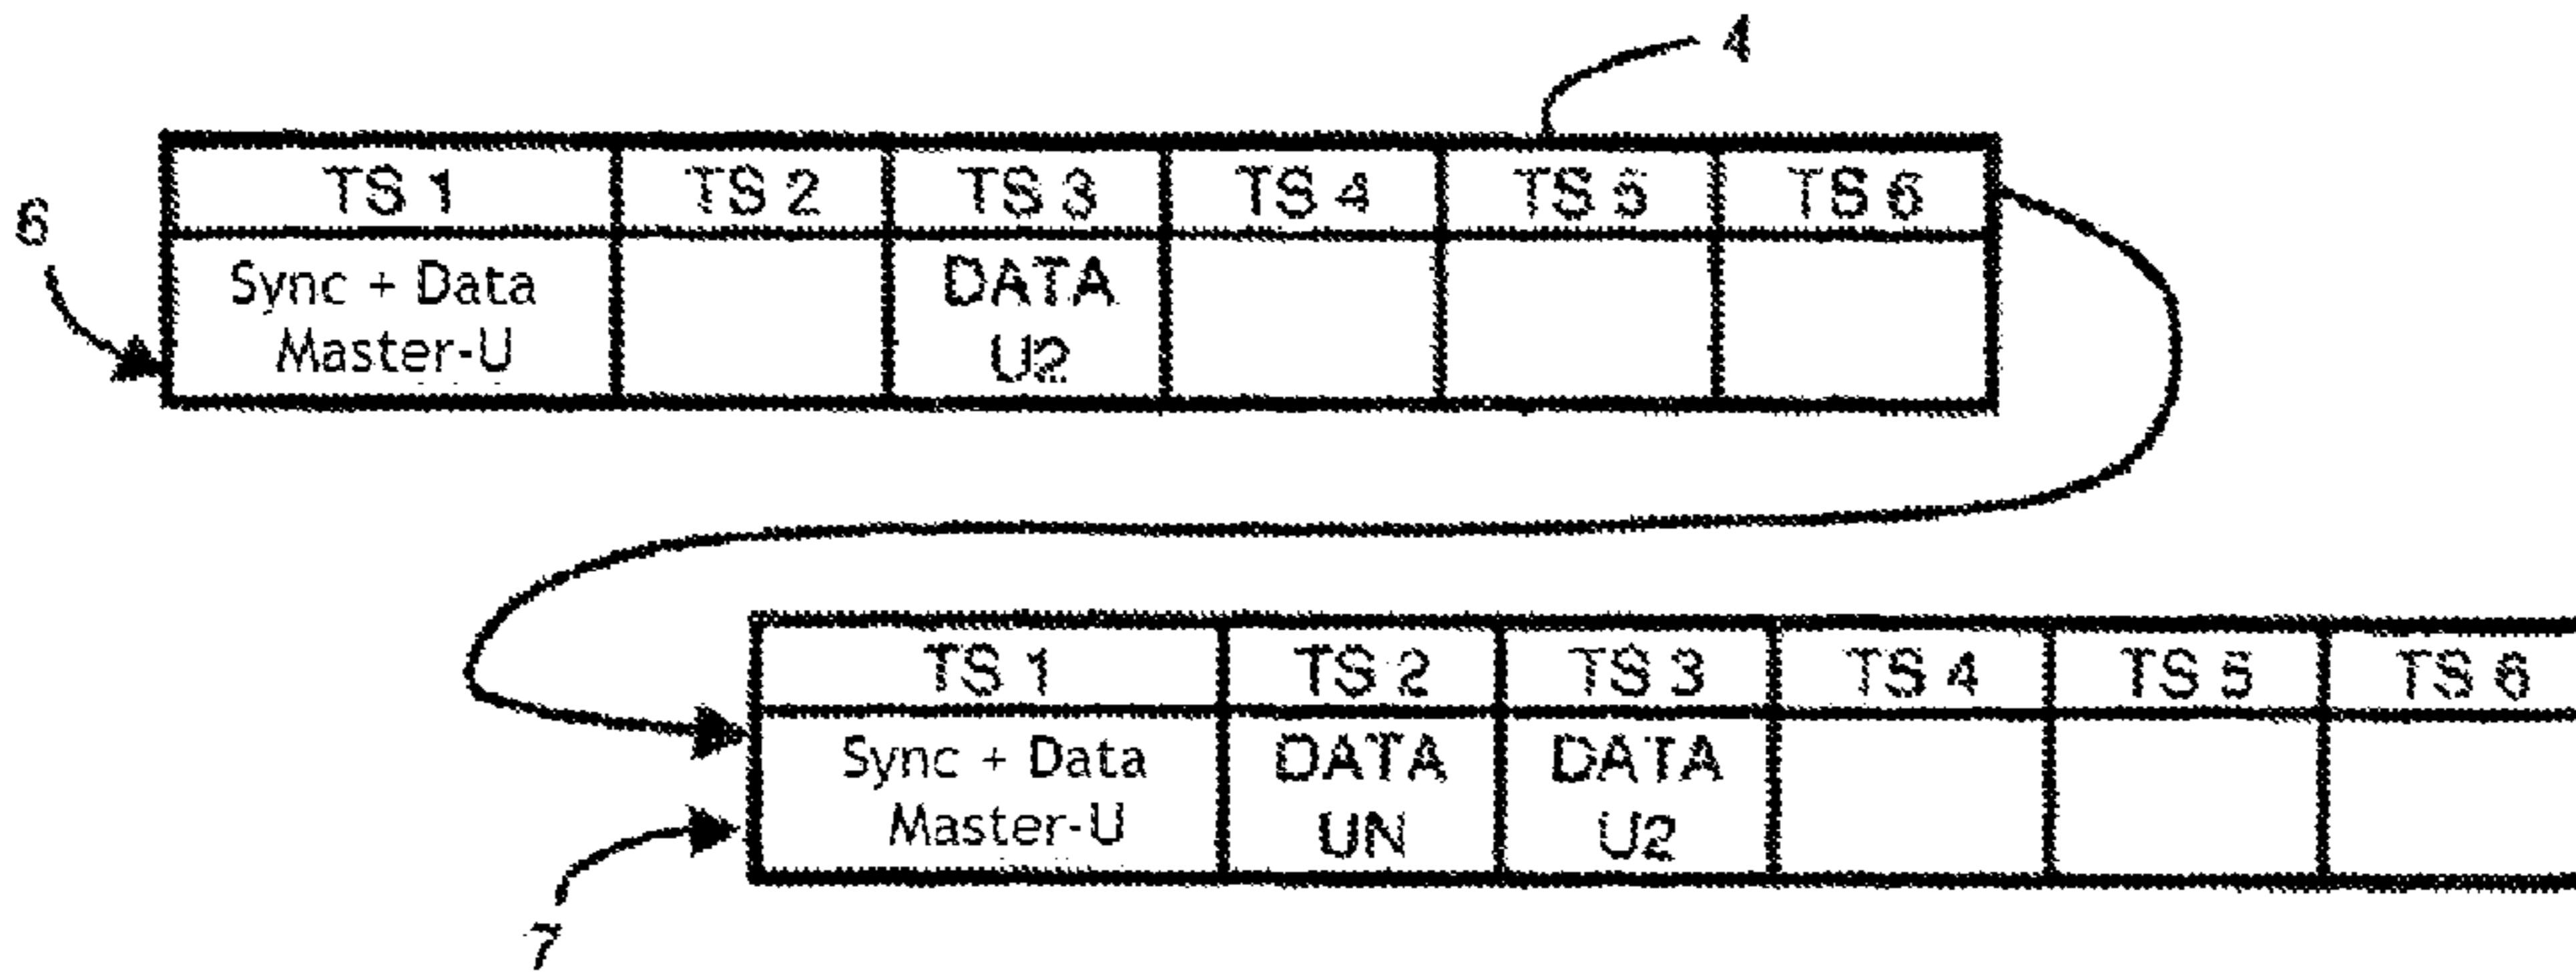 4
TS 1 TS 2 TS 3 TS 4 TS 5 TS 6
6
Sync + Data DATA
Master-U U2
TS 1 TS 2 TS 3 TS 4 TS 5 TS 6
Sync + Data DATA DATA
Master-U UN U2
7